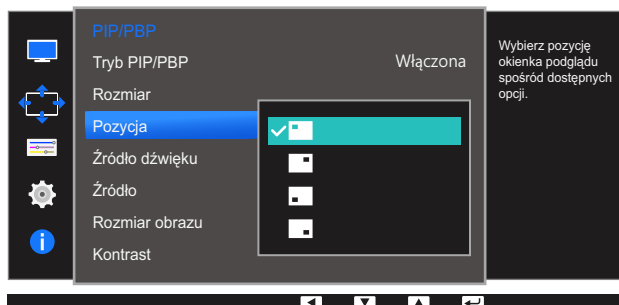 PIP/PBP
Tryb PIP/PBP Włączona
Rozmiar
Pozycja
Źródło dźwięku
Źródło
Rozmiar obrazu
Kontrast
Wybierz pozycję
okienka podglądu
spośród dostępnych
opcji.